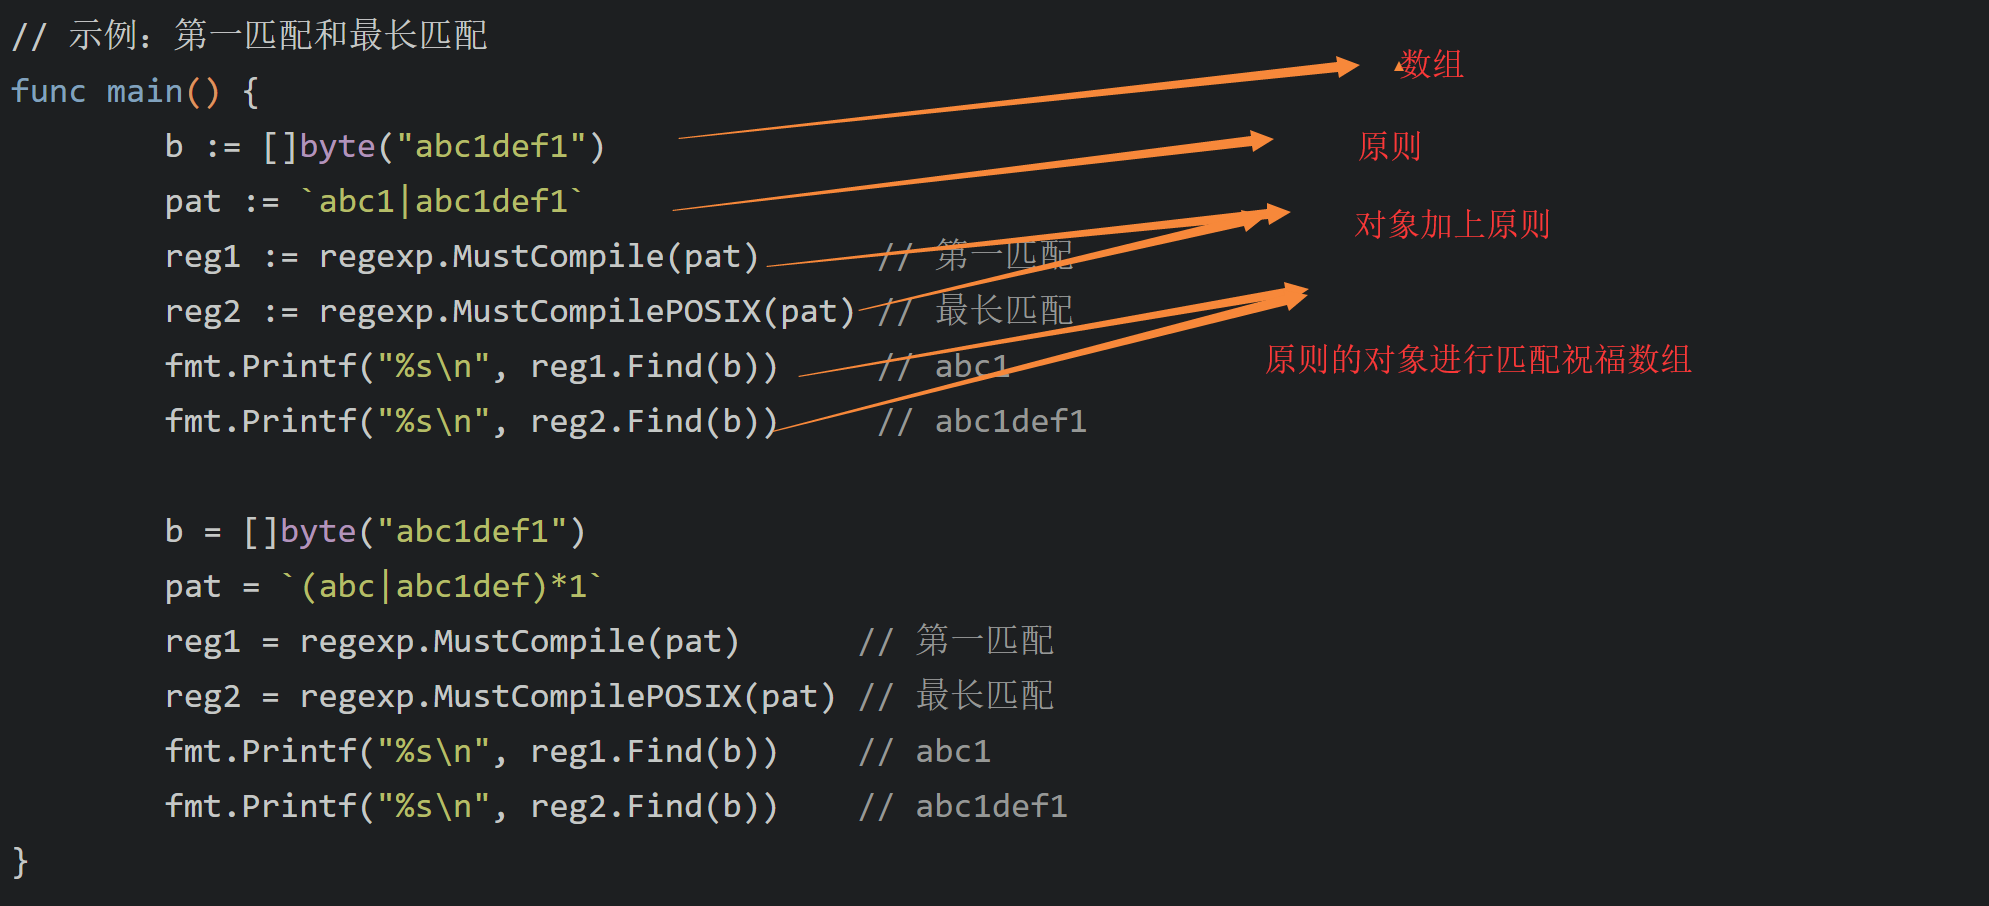 // 示例：第一匹配和最长匹配
func main() {
b := []byte("abc1def1")
数组
pat := `abc1|abc1def1`
原则
reg1 := regexp.MustCompile(pat) // 第一匹配
对象加上原则
reg2 := regexp.MustCompilePOSIX(pat) // 最长匹配
fmt.Printf("%s\n", reg1.Find(b)) // abc1
原则的对象进行匹配祝福数组
fmt.Printf("%s\n", reg2.Find(b)) // abc1def1
b = []byte("abc1def1")
pat = `(abc|abc1def)*1`
reg1 = regexp.MustCompile(pat) // 第一匹配
reg2 = regexp.MustCompilePOSIX(pat) // 最长匹配
fmt.Printf("%s\n", reg1.Find(b)) // abc1
fmt.Printf("%s\n", reg2.Find(b)) // abc1def1
}